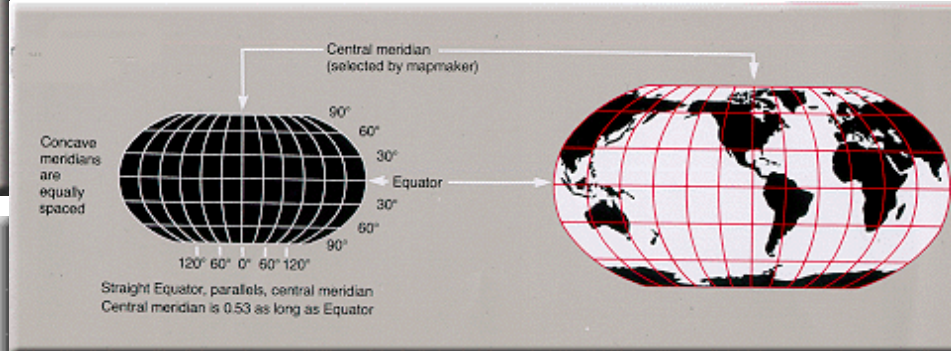 Central meridian
(selected by mapmaker)
90°
60°
30°
Concave
meridians
are
equally
spaced
Equator
30°
60°
90°
120° 60° 0° 60° 120°
Straight Equator, parallels, central meridian
Central meridian is 0.53 as long as Equator